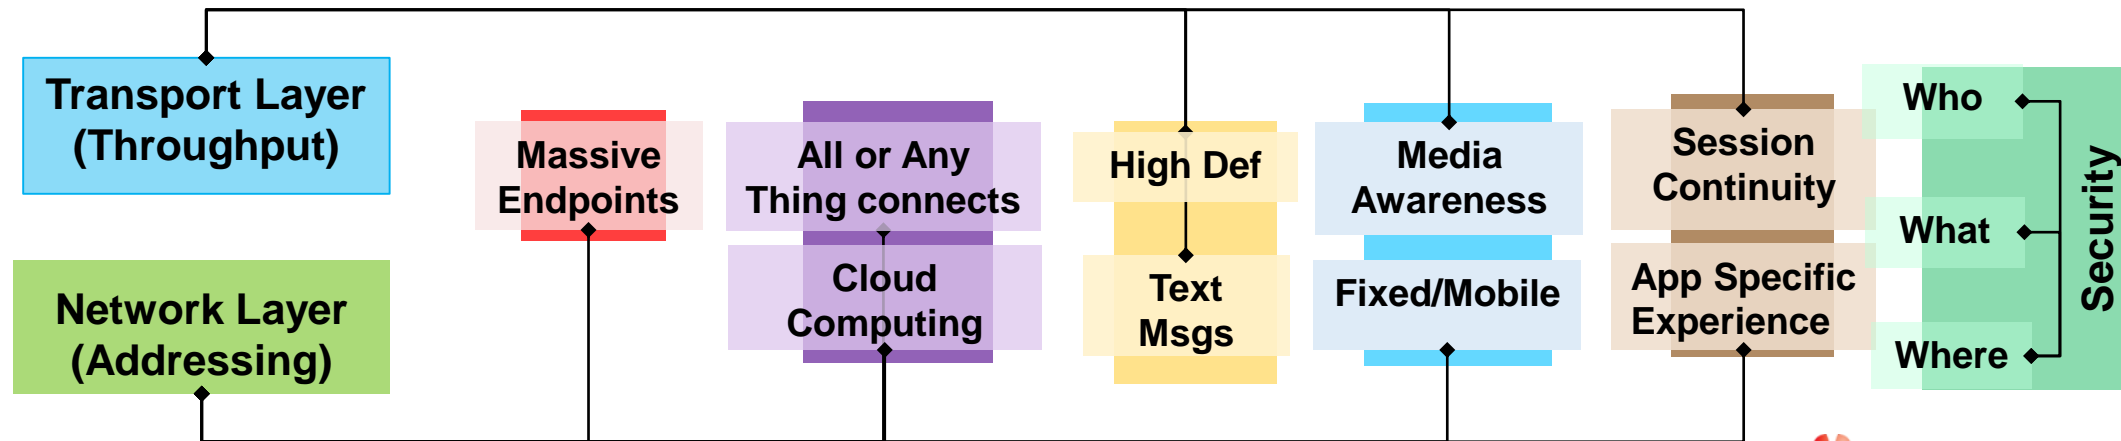 Transport Layer
(Throughput)
Network Layer
(Addressing)
Massive
Endpoints
All or Any
Thing connects
Cloud
Computing
High Def
Text
Msgs
Media
Awareness
Fixed/Mobile
Session
Continuity
App Specific
Experience
Who
What
Where
Security